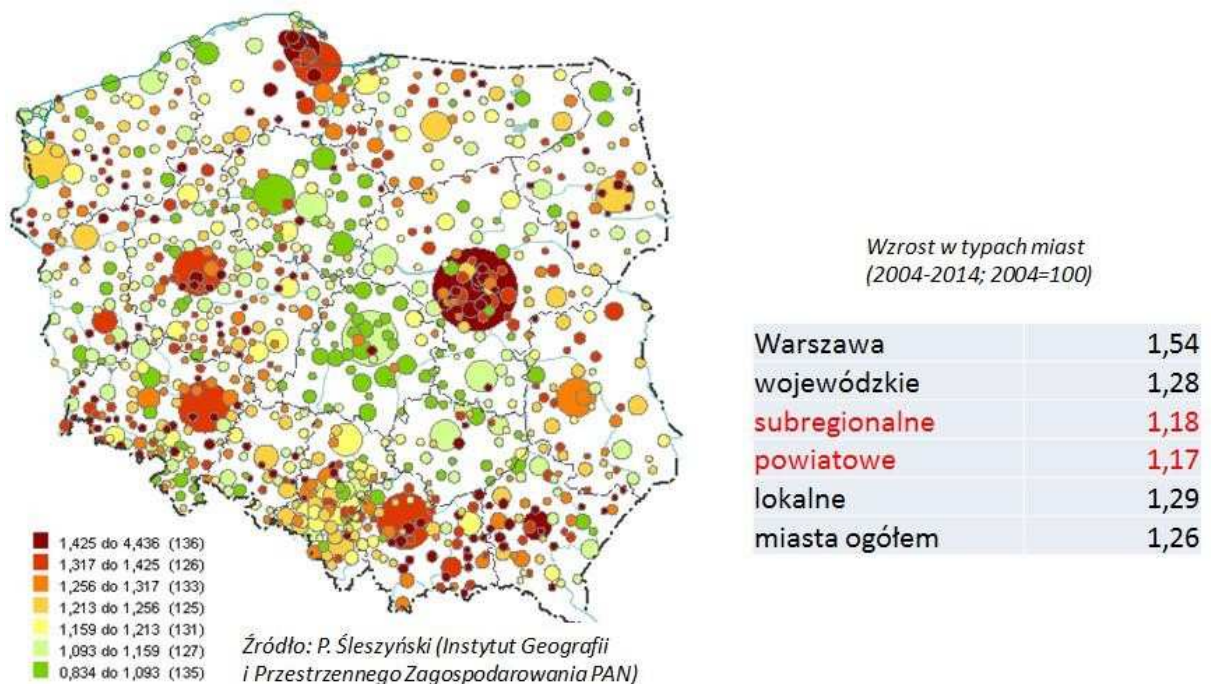 Wzrost w typach miast
(2004-2014; 2004=100)
Warszawa 1,54
wojewódzkie 1,28
subregionalne 1,18
powiatowe 1,17
lokalne 1,29
miasta ogółem 1,26
1,425 do 4,436 (136)
1,317 do 1,425 (126)
1,256 do 1,317 (133)
1,213 do 1,256 (125)
1,159 do 1,213 (131)
1,093 do 1,159 (127)
0,834 do 1,093 (135)
Źródło: P. Śleszyński (Instytut Geografii
i Przestrzennego Zagospodarowania PAN)